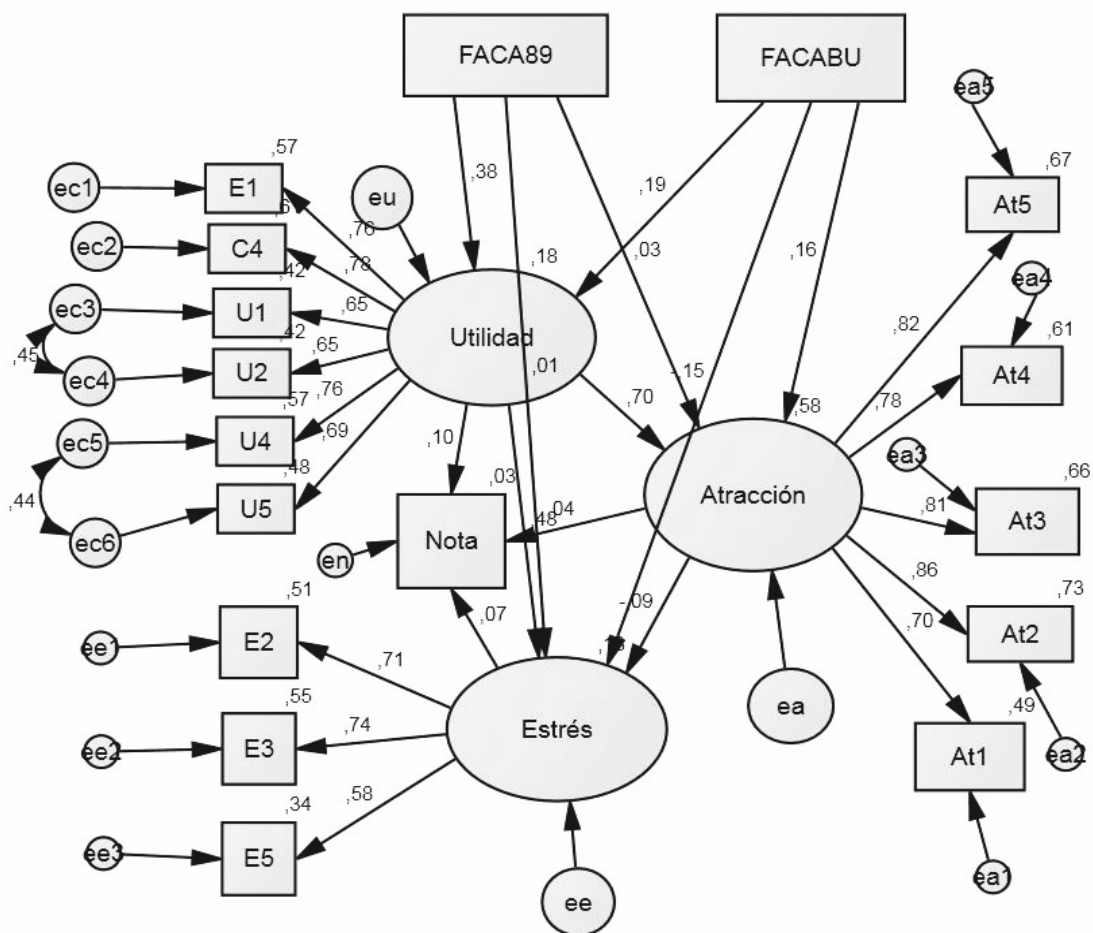 FACA89
FACABU
ea5
,57
,67
ec1
E1
,38
eu
,19
At5
ec2
C4
,76
,78
,18
,03
,16
ea4
,42
ec3
U1
,65
Utilidad
,82
,61
,42
,45
ec4
U2
,65
,01
-,15
At4
,57
,76
,70
,58
,78
ec5
U4
,69
,10
ea3
,48
,03
Atracción
,66
,44
U5
,04
,81
At3
ec6
Nota
,48
en
,86
,51
,07
-,09
,70
,73
ee1
E2
At2
,71
,55
Estrés
ea
,49
ee2
E3
,74
At1
ea2
,34
,58
ee3
E5
ea1
ee